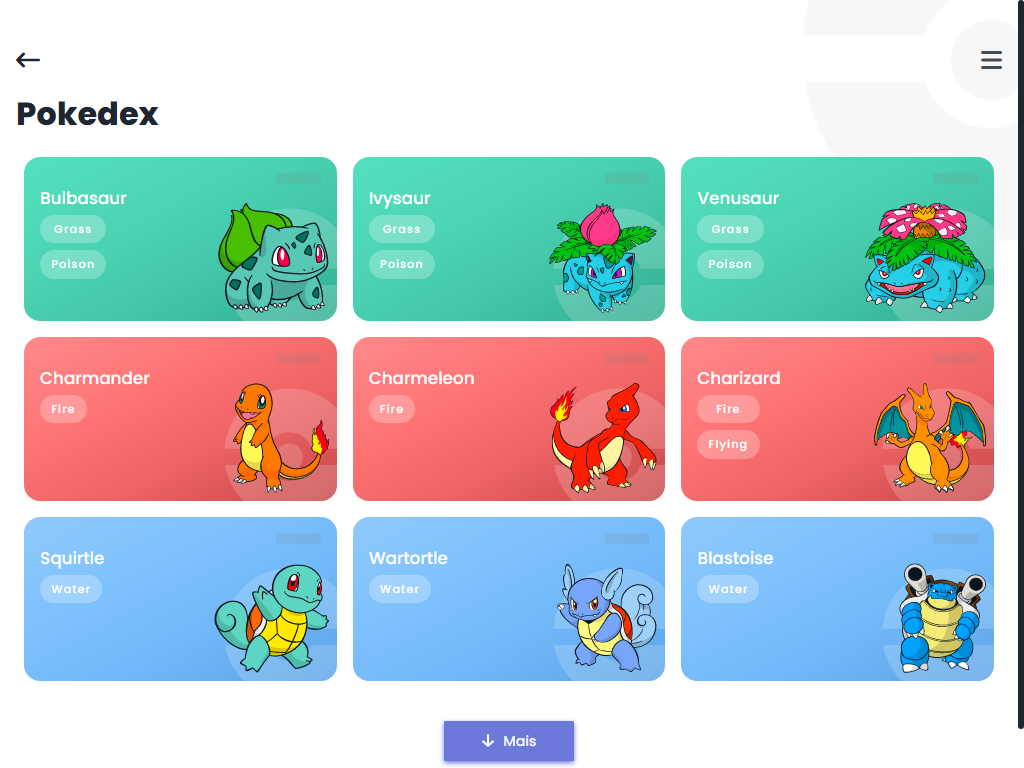 Pokedex
Bulbasaur
Grass
Poison
Ivysaur
Grass
Poison
Venusaur
Grass
Poison
Charmander
Fire
Charmeleon
Fire
Charizard
Fire
Flying
Squirtle
Water
Wartortle
Water
Blastoise
Water
Mais